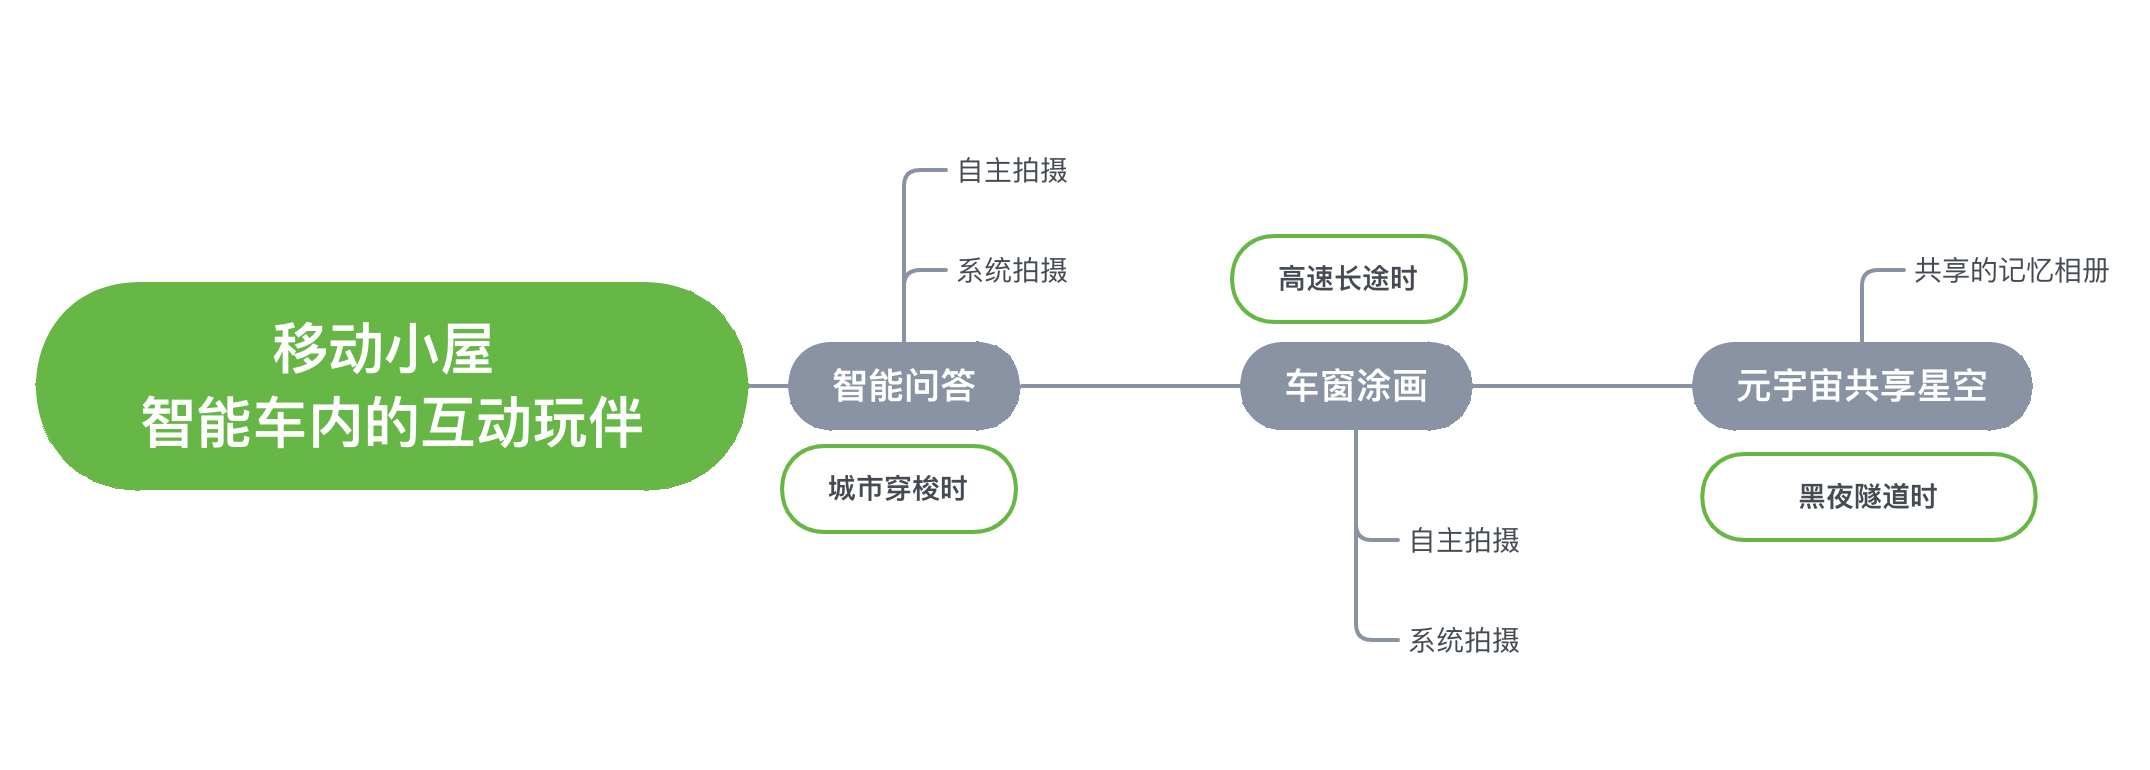 移动小屋
智能车内的互动玩伴
智能问答
自主拍摄
系统拍摄
城市穿梭时
车窗涂画
高速长途时
自主拍摄
系统拍摄
元宇宙共享星空
共享的记忆相册
黑夜隧道时